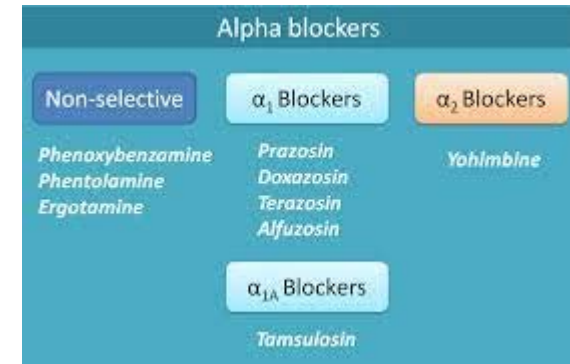 Alpha blockers
Non-selective
Phenoxybenzamine
Phentolamine
Ergotamine
α₁ Blockers
Prazosin
Doxazosin
Terazosin
Alfuzosin
α₁A Blockers
Tamsulosin
α₂ Blockers
Yohimbine